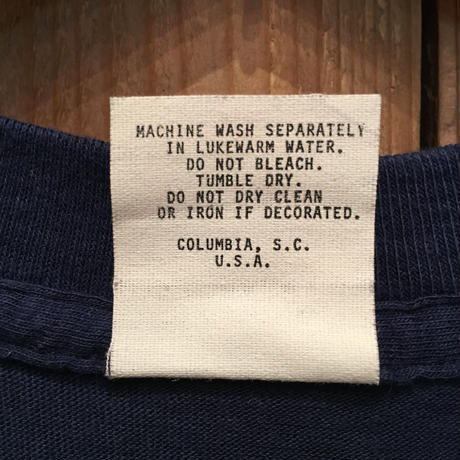 MACHINE WASH SEPARATELY
IN LUKEWARM WATER.
DO NOT BLEACH.
TUMBLE DRY.
DO NOT DRY CLEAN
OR IRON IF DECORATED.
COLUMBIA, S.C.
U.S.A.